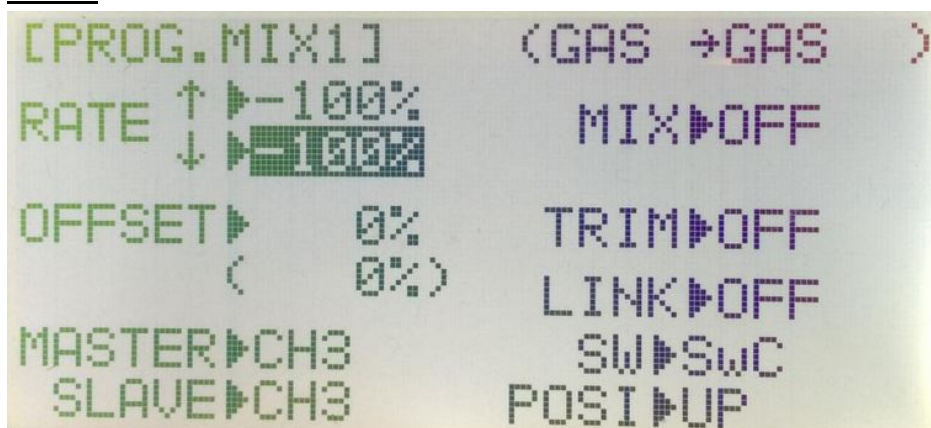 [PROG.MIX1] (GAS →GAS )
RATE ↑▶-100% MIX▶OFF
↓▶-100%
OFFSET▶ 0% TRIM▶OFF
( 0%) LINK▶OFF
MASTER▶CH3 SW▶SwC
SLAVE▶CH3 POSI▶UP